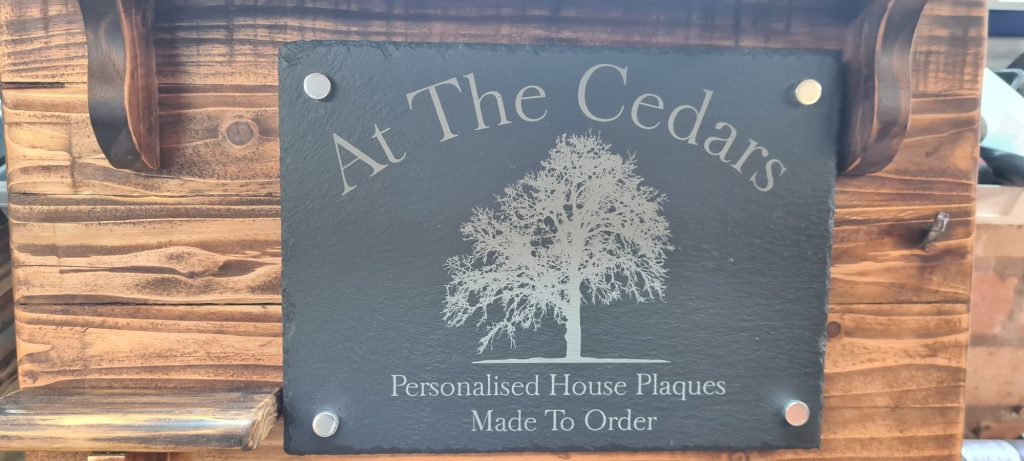 At The Cedars
Personalised House Plaques
Made To Order